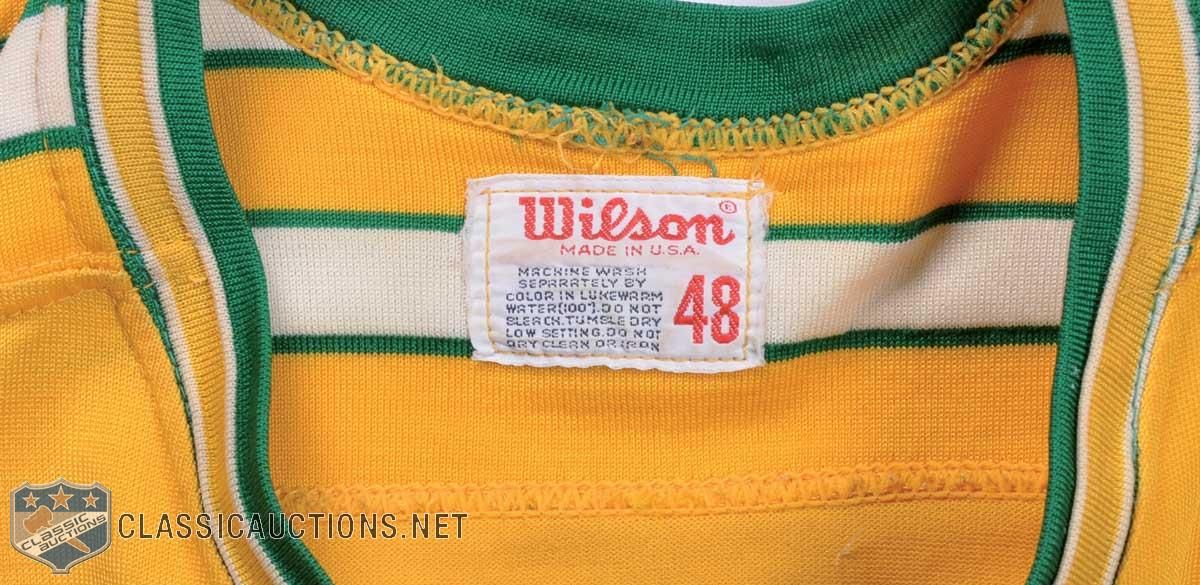 Wilson®
MADE IN U.S.A.
MACHINE WASH
SEPARATELY BY
COLOR IN LUKEWARM
WATER(100°).DO NOT
BLEACH.TUMBLE DRY
LOW SETTING.DO NOT
DRY CLEAN OR IRON
48
CLASSIC
AUCTIONS
CLASSICAUCTIONS.NET